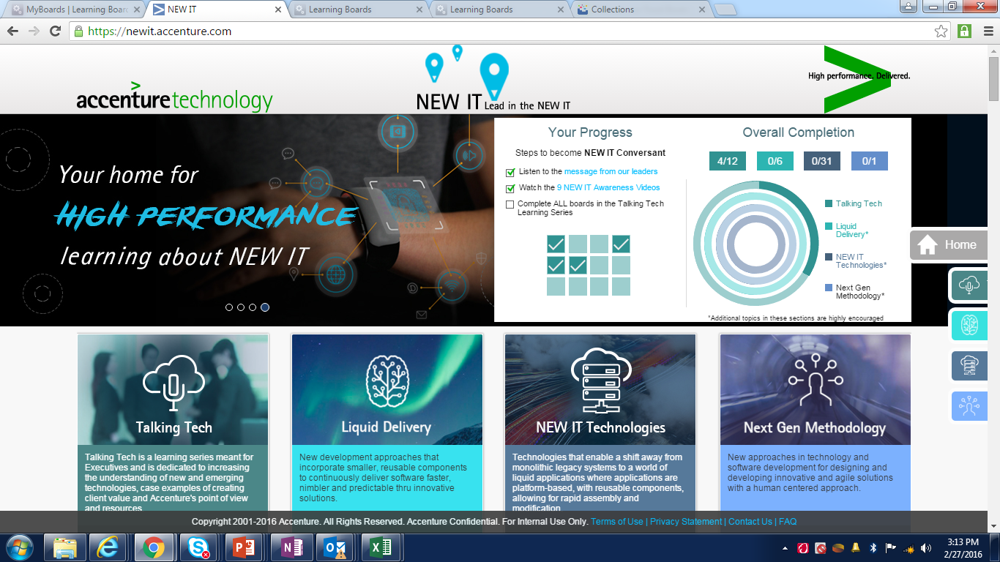 MyBoards | Learning Board
NEW IT
Learning Boards
Learning Boards
Collections
https://newit.accenture.com
accenturetechnology
NEW IT Lead in the NEW IT
High performance. Delivered.
Your home for
HIGH PERFORMANCE
learning about NEW IT
Your Progress
Steps to become NEW IT Conversant
Listen to the message from our leaders
Watch the 9 NEW IT Awareness Videos
Complete ALL boards in the Talking Tech
Learning Series
Overall Completion
4/12 0/6 0/31 0/1
Talking Tech
Liquid
Delivery*
NEW IT
Technologies*
Next Gen
Methodology*
*Additional topics in these sections are highly encouraged
Home
Talking Tech
Talking Tech is a learning series meant for
Executives and is dedicated to increasing
the understanding of new and emerging
technologies, case examples of creating
client value and Accenture's point of view
and resources
Liquid Delivery
New development approaches that
incorporate smaller, reusable components
to continuously deliver software faster,
nimbler and predictable thru innovative
solutions.
NEW IT Technologies
Technologies that enable a shift away from
monolithic legacy systems to a world of
liquid applications where applications are
platform-based, with reusable components,
allowing for rapid assembly and
modification
Next Gen Methodology
New approaches in technology and
software development for designing and
developing innovative and agile solutions
with a human centered approach.
Copyright 2001-2016 Accenture. All Rights Reserved. Accenture Confidential. For Internal Use Only. Terms of Use | Privacy Statement | Contact Us | FAQ
3:13 PM
2/27/2016